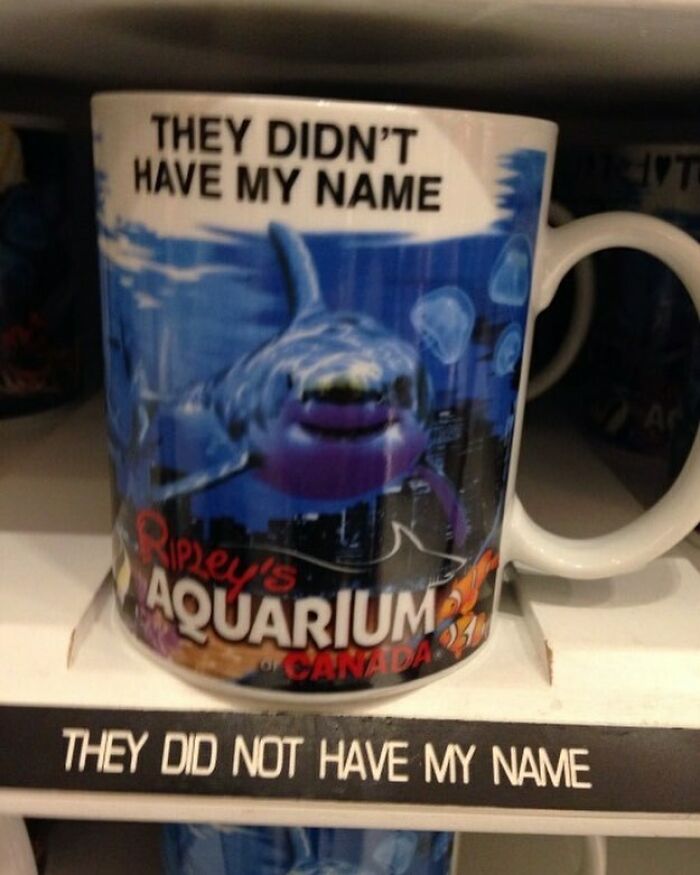 THEY DIDN'T
HAVE MY NAME
RIPLEY'S
AQUARIUM
OF CANADA
THEY DID NOT HAVE MY NAME